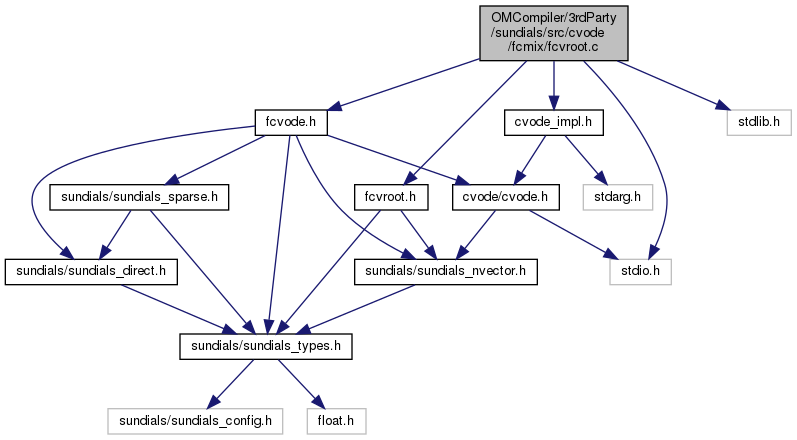 OMCompiler/3rdParty
/sundials/src/cvode
/fcmix/fcvroot.c
fcvode.h
cvode_impl.h
stdlib.h
sundials/sundials_sparse.h
fcvroot.h
cvode/cvode.h
stdarg.h
sundials/sundials_direct.h
sundials/sundials_nvector.h
stdio.h
sundials/sundials_types.h
sundials/sundials_config.h
float.h